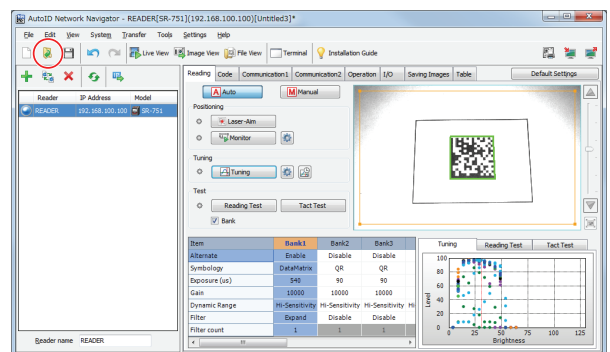 AutoID Network Navigator - READER[SR-751](192.168.100.100)[Untitled3]*
File Edit View System Transfer Tools Settings Help
Live View Image View File View Terminal Installation Guide
Reading Code Communication1 Communication2 Operation I/O Saving Images Table Default Settings
Reader IP Address Model
READER 192.168.100.100 SR-751
A Auto M Manual
Positioning
Laser-Aim
Monitor
Tuning
Tuning
Test
Reading Test Tact Test
Bank
Item Bank1 Bank2 Bank3
Alternate Enable Disable Disable
Symbology DataMatrix QR QR
Exposure (us) 540 90 90
Gain 10000 10000 10000
Dynamic Range Hi-Sensitivity Hi-Sensitivity Hi-Sensitivity Hi
Filter Expand Disable Disable
Filter count 1 1 1
Tuning Reading Test Tact Test
Level
100
80
60
40
20
0
0 25 50 75 100 125
Brightness
Reader name READER